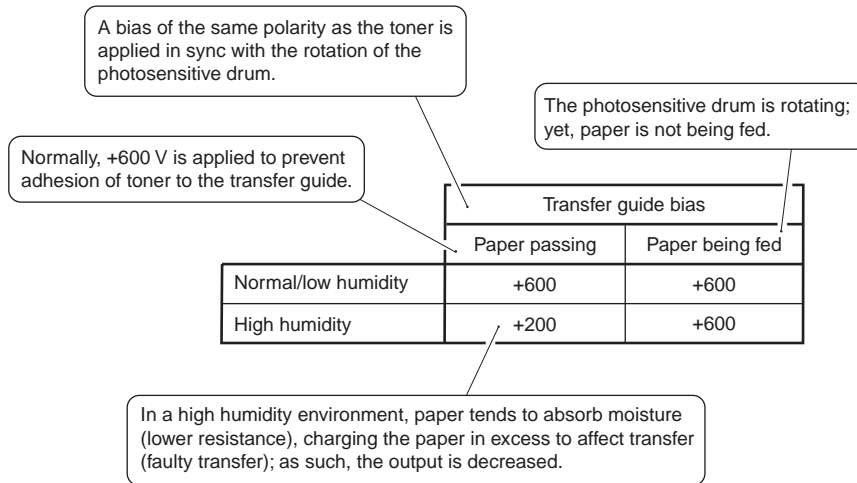 A bias of the same polarity as the toner is
applied in sync with the rotation of the
photosensitive drum.
The photosensitive drum is rotating;
yet, paper is not being fed.
Normally, +600 V is applied to prevent
adhesion of toner to the transfer guide.
Transfer guide bias
Paper passing Paper being fed
Normal/low humidity +600 +600
High humidity +200 +600
In a high humidity environment, paper tends to absorb moisture
(lower resistance), charging the paper in excess to affect transfer
(faulty transfer); as such, the output is decreased.